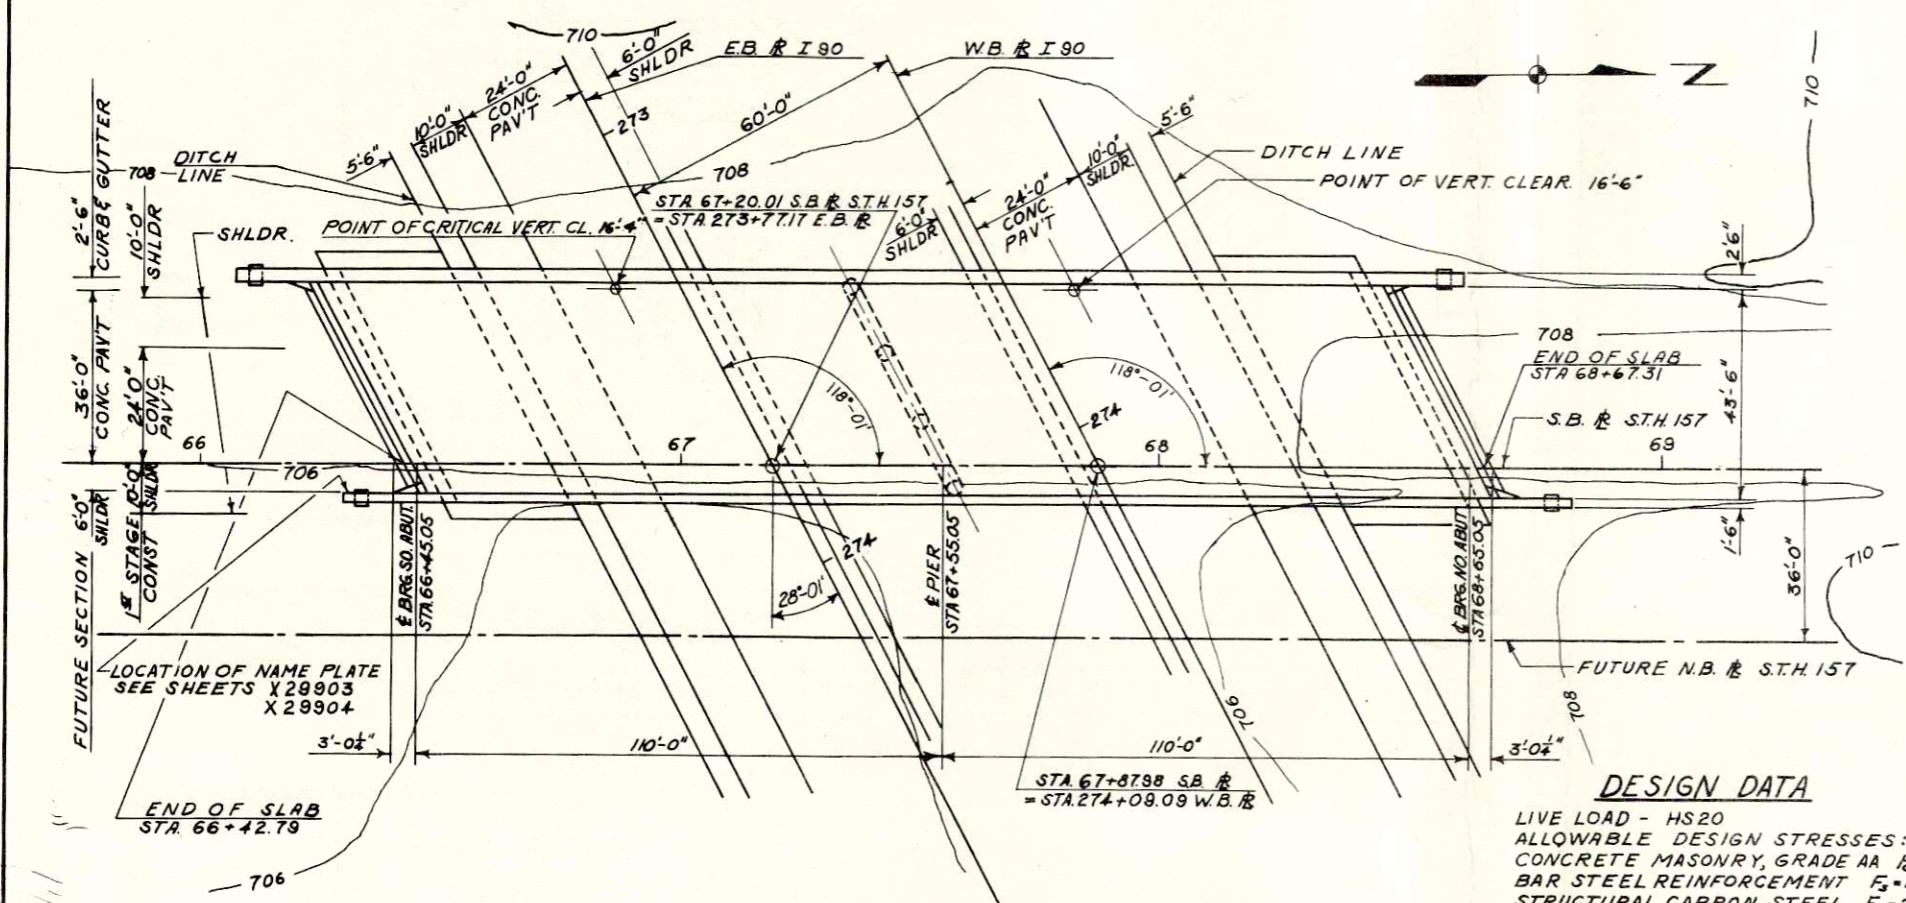 710
6'-0"
SHLDR
E.B. ℞ I 90
W.B. ℞ I 90
N
710
24'-0"
CONC.
PAV'T
10'-0"
SHLDR
5'-6"
273
60'-0"
5'-6"
10'-0"
SHLDR.
24'-0"
CONC.
PAV'T
6'-0"
SHLDR
DITCH LINE
POINT OF VERT. CLEAR. 16'-6"
DITCH
LINE
708
708
2'-6"
CURB & GUTTER
10'-0"
SHLDR
SHLDR.
POINT OF CRITICAL VERT. CL. 16'-4"
STA. 67+20.01 S.B. ℞ S.T.H. 157
= STA. 273+77.17 E.B. ℞
2'-6"
36'-0"
CONC. PAV'T
24'-0"
CONC.
PAV'T
118°-01'
118°-01'
274
708
END OF SLAB
STA 68+67.31
43'-6"
S.B. ℞ S.T.H. 157
66
67
68
69
706
FUTURE SECTION 6'-0"
SHLDR
1ST STAGE 10'-0"
CONST SHLDR
℄ BRG. SO. ABUT.
STA 66+45.05
28°-01'
274
℄ PIER
STA 67+55.05
℄ BRG. NO. ABUT
STA 68+65.05
1'-6"
36'-0"
710
LOCATION OF NAME PLATE
SEE SHEETS X 29903
X 29904
706
FUTURE N.B. ℞ S.T.H. 157
708
3'-0¼"
110'-0"
110'-0"
3'-0¼"
STA. 67+87.98 S.B. ℞
= STA. 274+09.09 W.B. ℞
END OF SLAB
STA. 66+42.79
706
DESIGN DATA
LIVE LOAD - HS20
ALLOWABLE DESIGN STRESSES:
CONCRETE MASONRY, GRADE AA
BAR STEEL REINFORCEMENT Fs=
STRUCTURAL CARBON STEEL